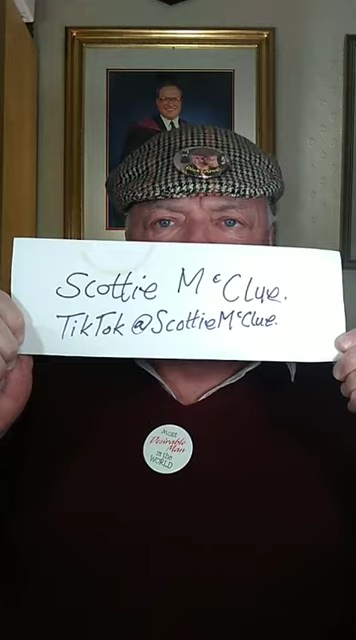 Scottie McClue.
TikTok @ScottieMcClue.
MOST
Desirable
Man
in the
WORLD